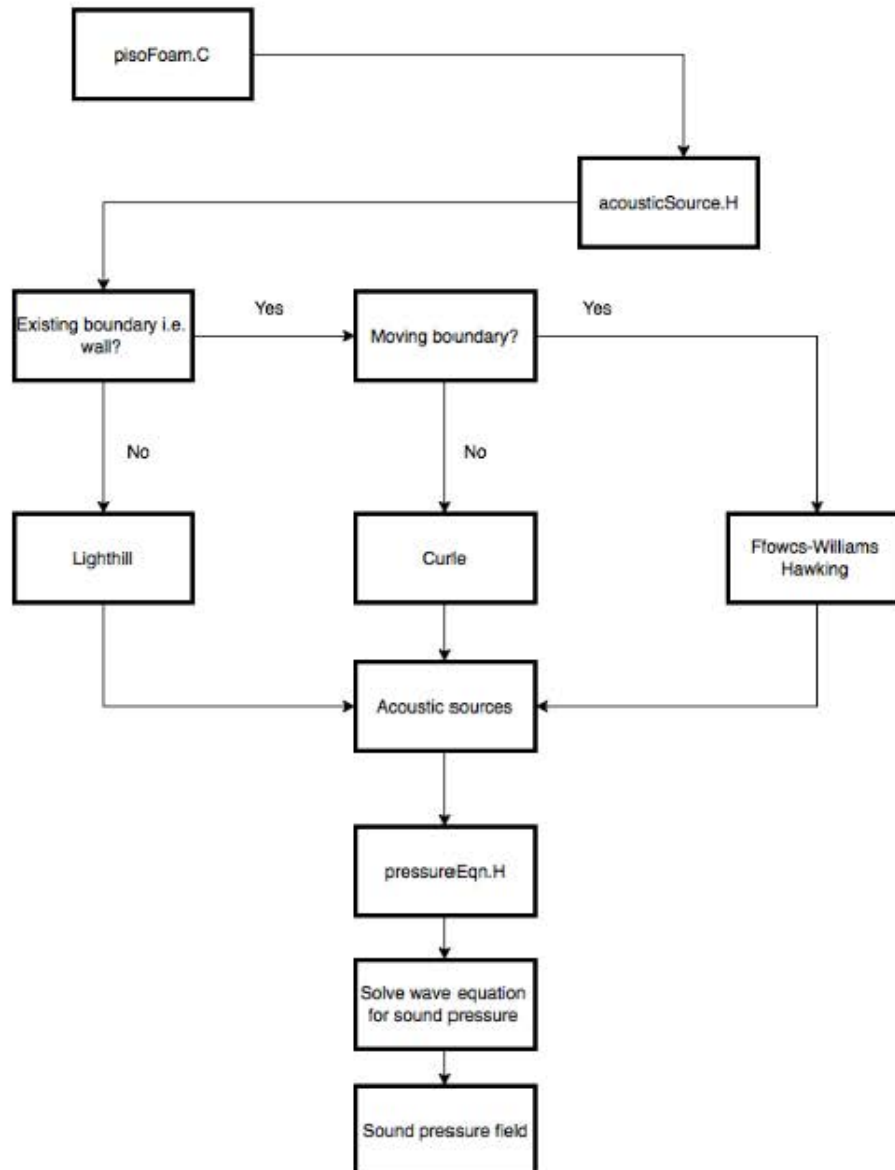 pisoFoam.C
acousticSource.H
Existing boundary i.e.
wall?
Yes
Moving boundary?
Yes
No
No
Lighthill
Curle
Ffowcs-Williams
Hawking
Acoustic sources
pressureEqn.H
Solve wave equation
for sound pressure
Sound pressure field